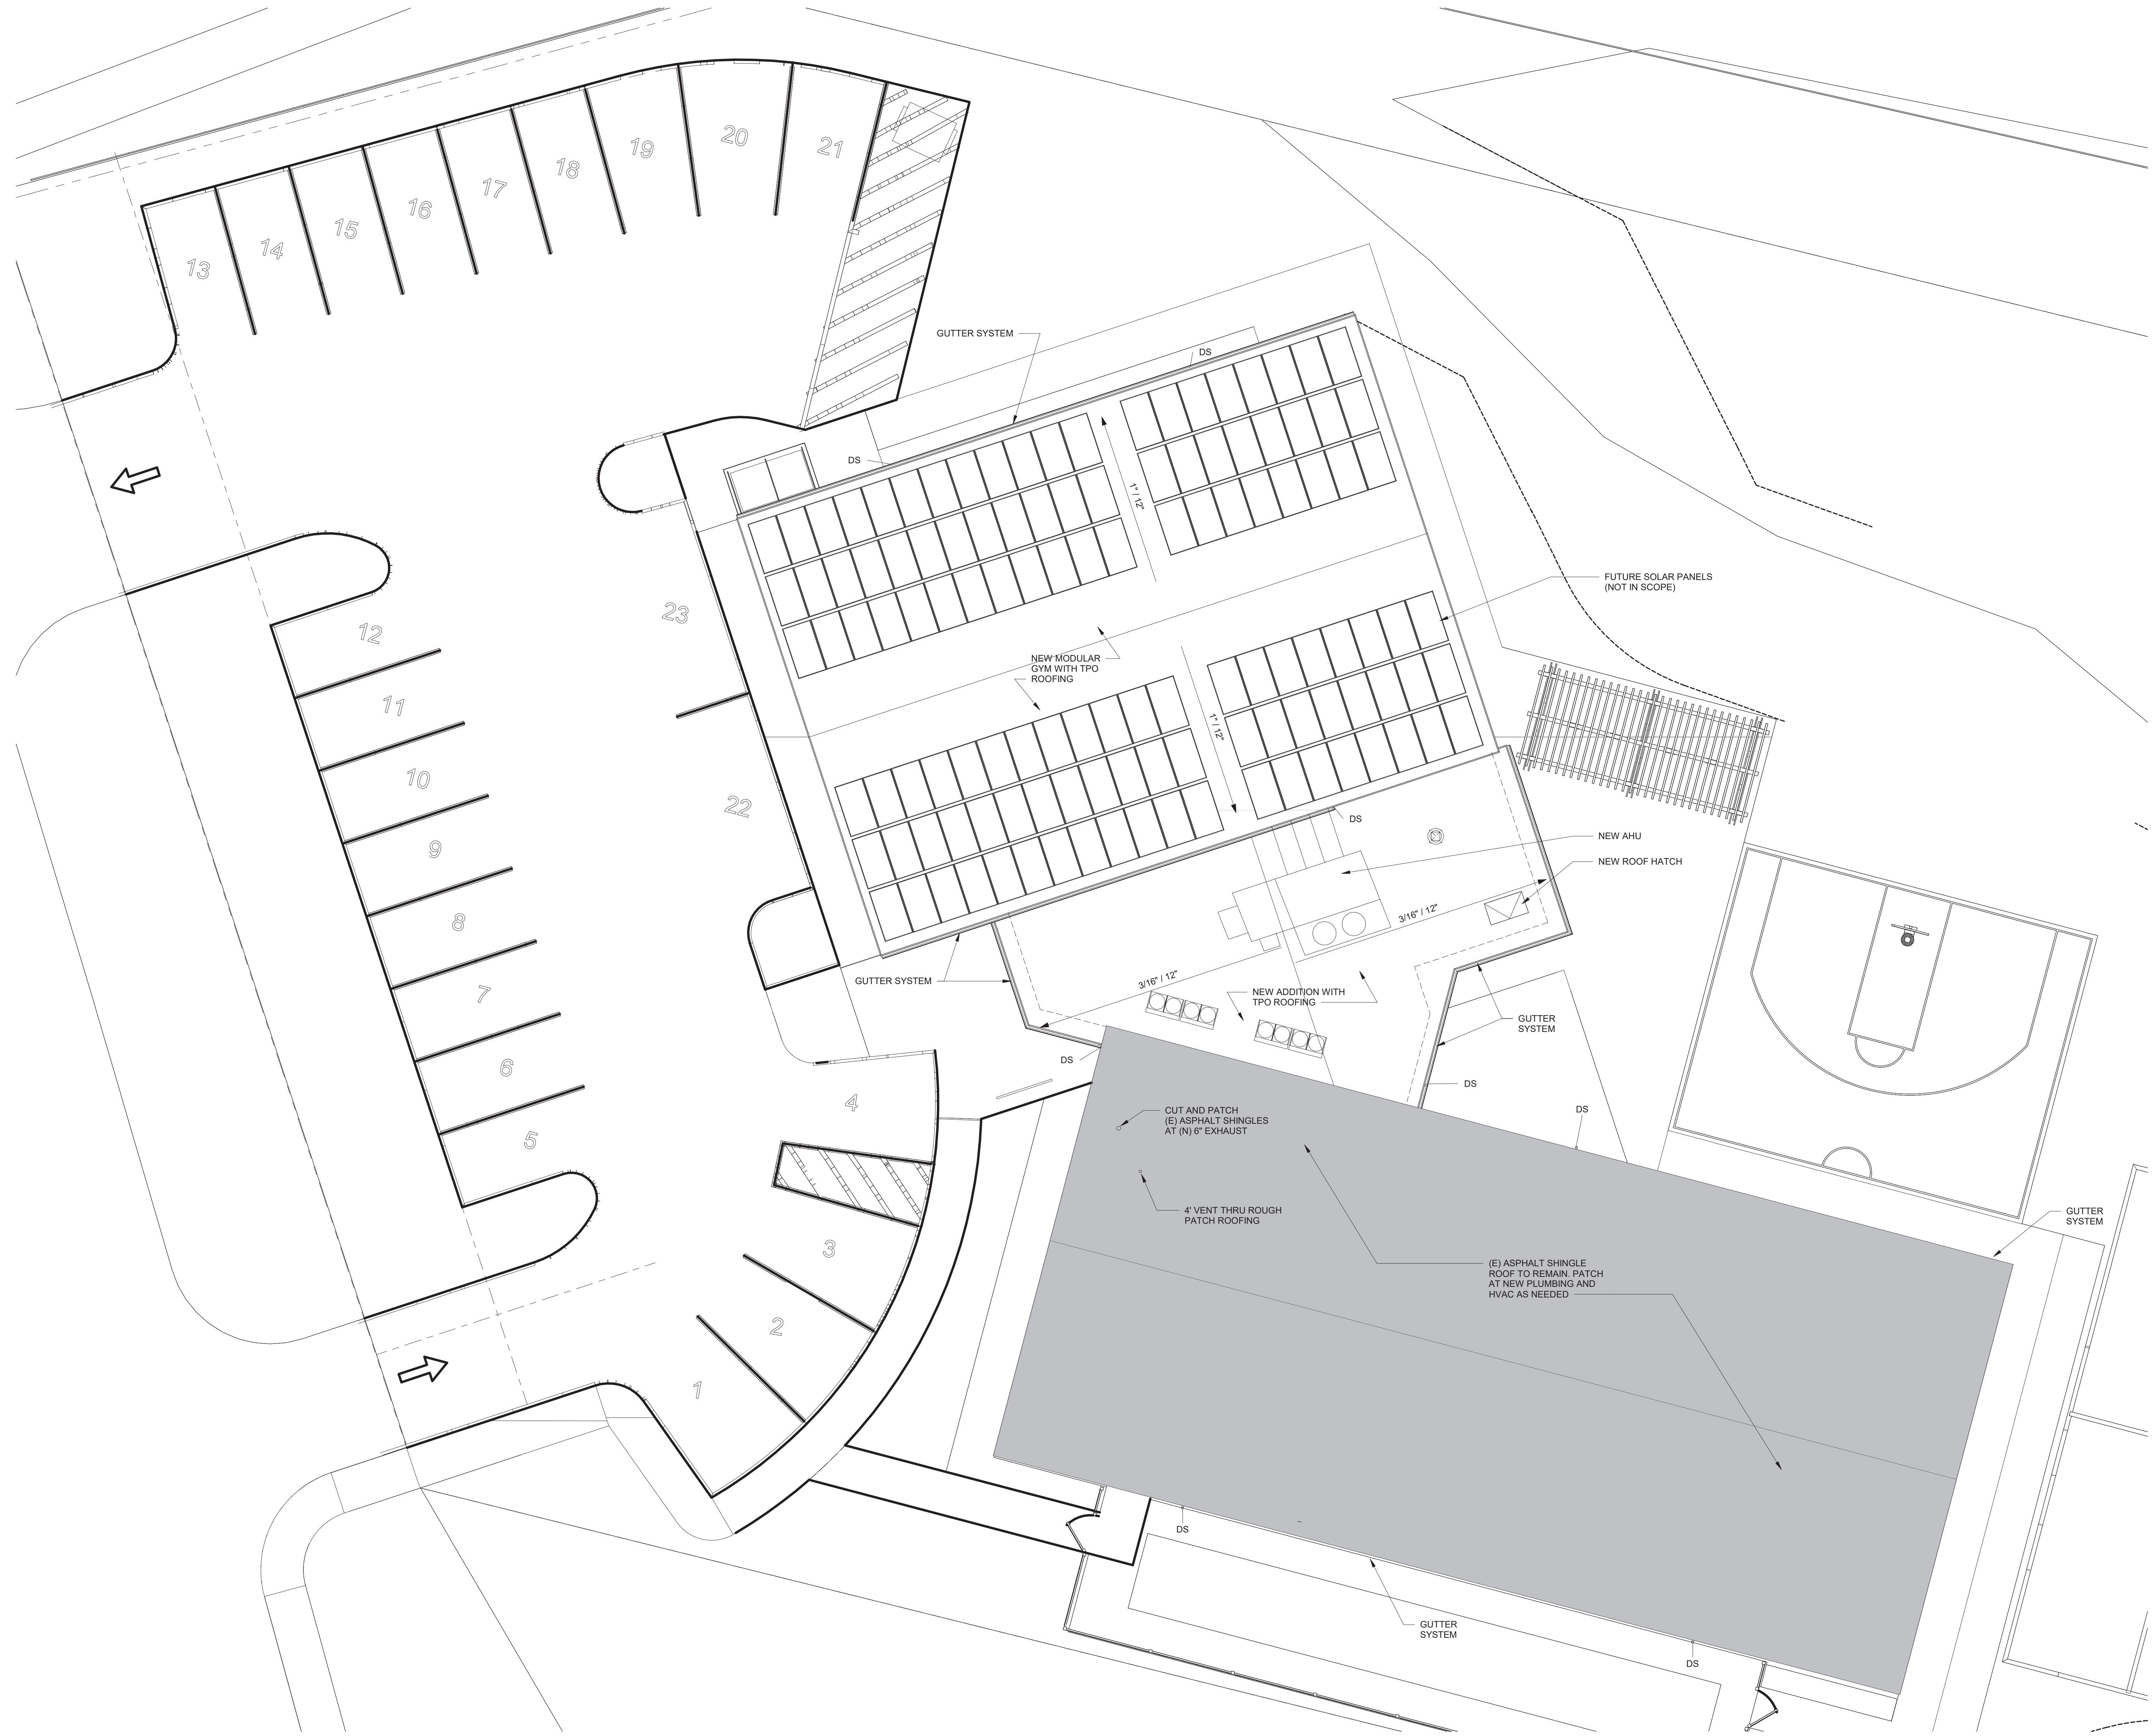 20
21
19
18
17
16
15
14
13
GUTTER SYSTEM
DS
DS
1" / 12"
FUTURE SOLAR PANELS
(NOT IN SCOPE)
23
12
NEW MODULAR
GYM WITH TPO
ROOFING
11
1" / 12"
10
22
DS
NEW AHU
9
NEW ROOF HATCH
8
3/16" / 12"
GUTTER SYSTEM
3/16" / 12"
7
NEW ADDITION WITH
TPO ROOFING
GUTTER
SYSTEM
6
DS
DS
4
CUT AND PATCH
(E) ASPHALT SHINGLES
AT (N) 6" EXHAUST
DS
5
4' VENT THRU ROUGH
PATCH ROOFING
GUTTER
SYSTEM
3
(E) ASPHALT SHINGLE
ROOF TO REMAIN. PATCH
AT NEW PLUMBING AND
HVAC AS NEEDED
2
1
DS
GUTTER
SYSTEM
DS